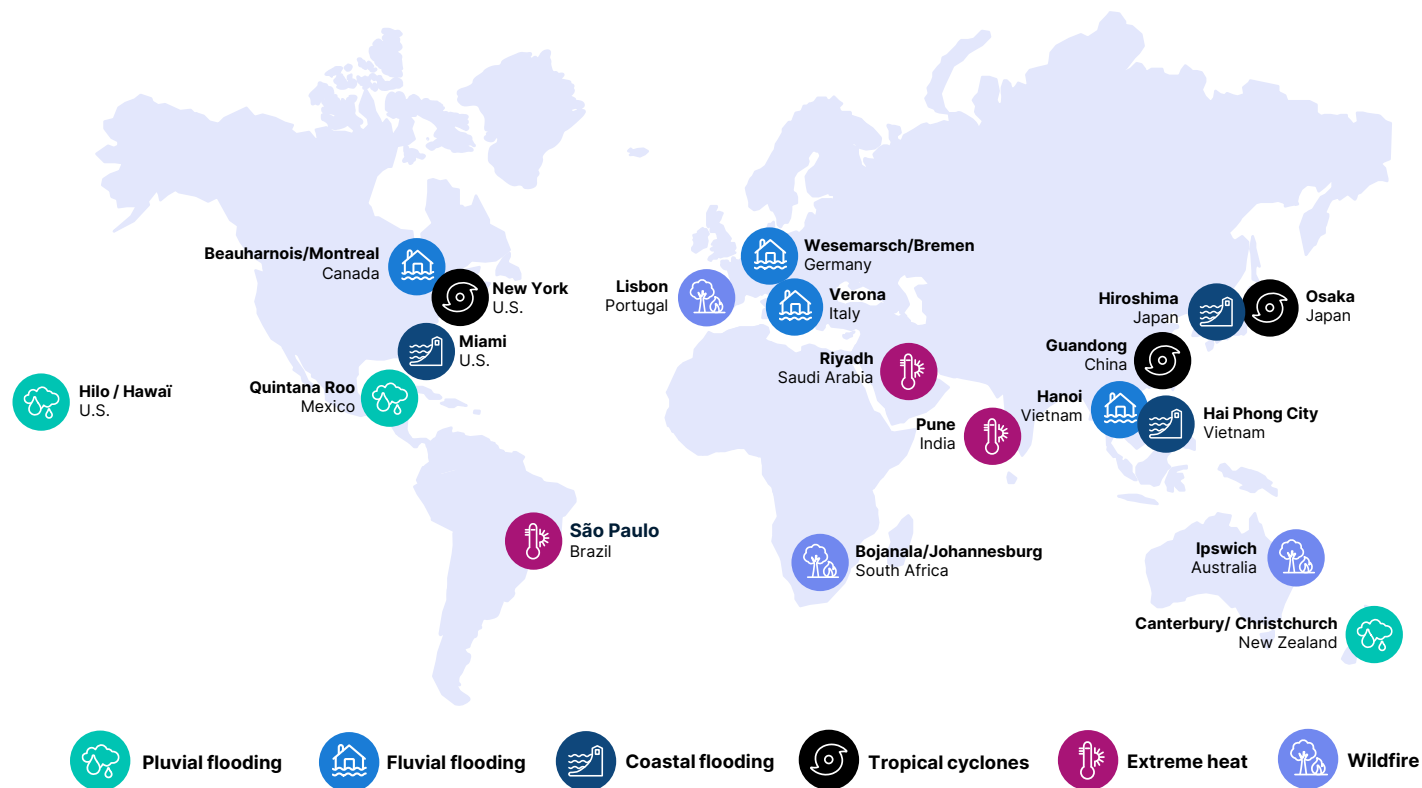 Beauharnois/Montreal
Canada
New York
U.S.
Miami
U.S.
Hilo / Hawaï
U.S.
Quintana Roo
Mexico
São Paulo
Brazil
Wesemarsch/Bremen
Germany
Lisbon
Portugal
Verona
Italy
Riyadh
Saudi Arabia
Pune
India
Bojanala/Johannesburg
South Africa
Hiroshima
Japan
Osaka
Japan
Guandong
China
Hanoi
Vietnam
Hai Phong City
Vietnam
Ipswich
Australia
Canterbury/ Christchurch
New Zealand
Pluvial flooding
Fluvial flooding
Coastal flooding
Tropical cyclones
Extreme heat
Wildfire